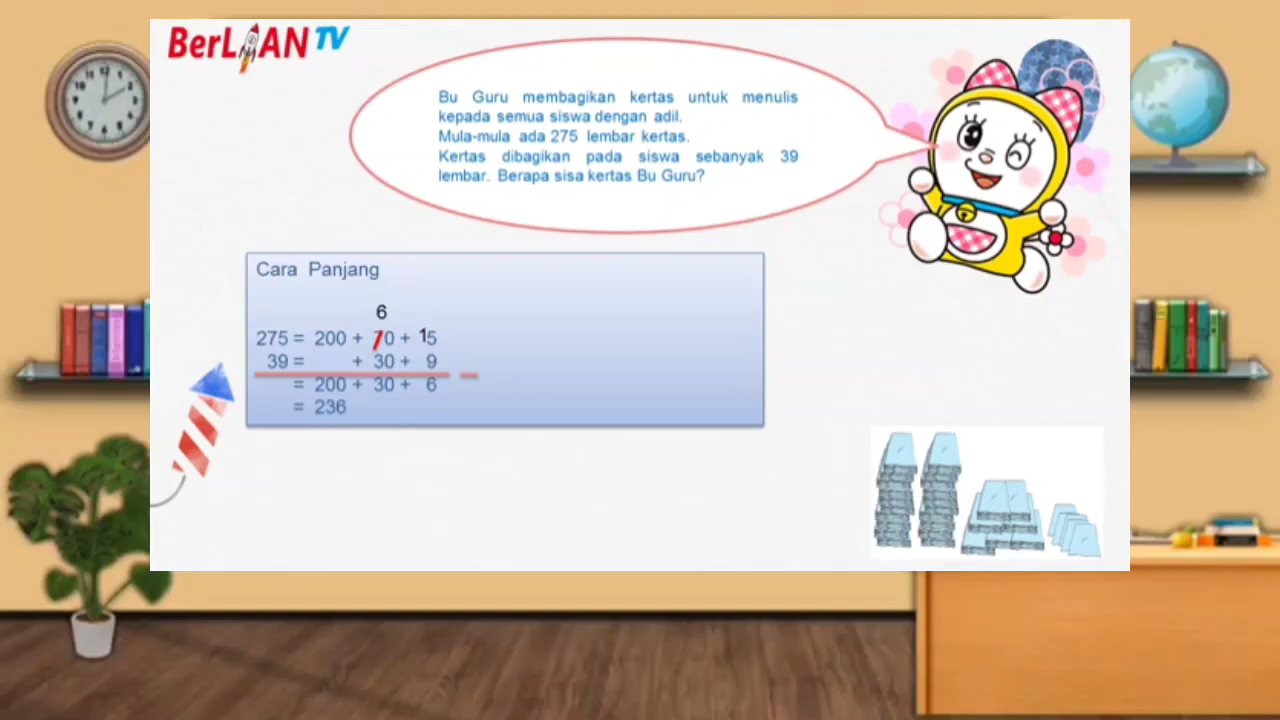 BerLIAN TV
Bu Guru membagikan kertas untuk menulis
kepada semua siswa dengan adil.
Mula-mula ada 275 lembar kertas.
Kertas dibagikan pada siswa sebanyak 39
lembar. Berapa sisa kertas Bu Guru?
Cara Panjang
6
275 = 200 + 70 + 15
39 = + 30 + 9
= 200 + 30 + 6
= 236